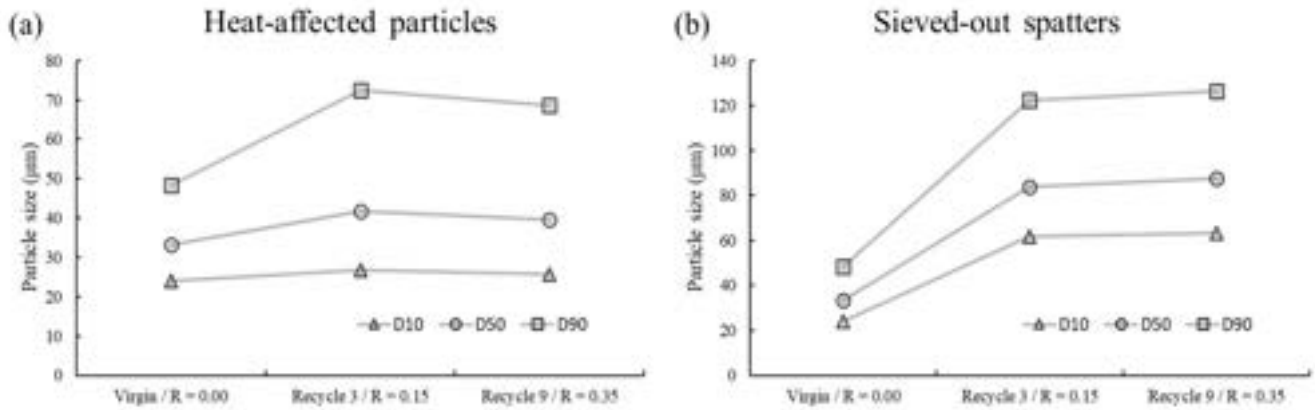 (a) Heat-affected particles
80
70
60
50
40
30
20
10
0
Particle size (μm)
D10 D50 D90
Virgin / R = 0.00 Recycle 3 / R = 0.15 Recycle 9 / R = 0.35
(b) Sieved-out spatters
140
120
100
80
60
40
20
0
Particle size (μm)
D10 D50 D90
Virgin / R = 0.00 Recycle 3 / R = 0.15 Recycle 9 / R = 0.35